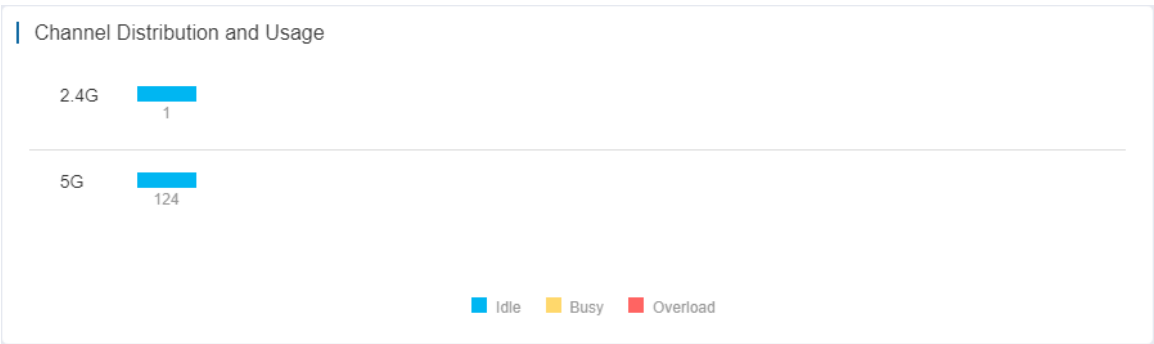 Channel Distribution and Usage
2.4G
1
5G
124
Idle Busy Overload